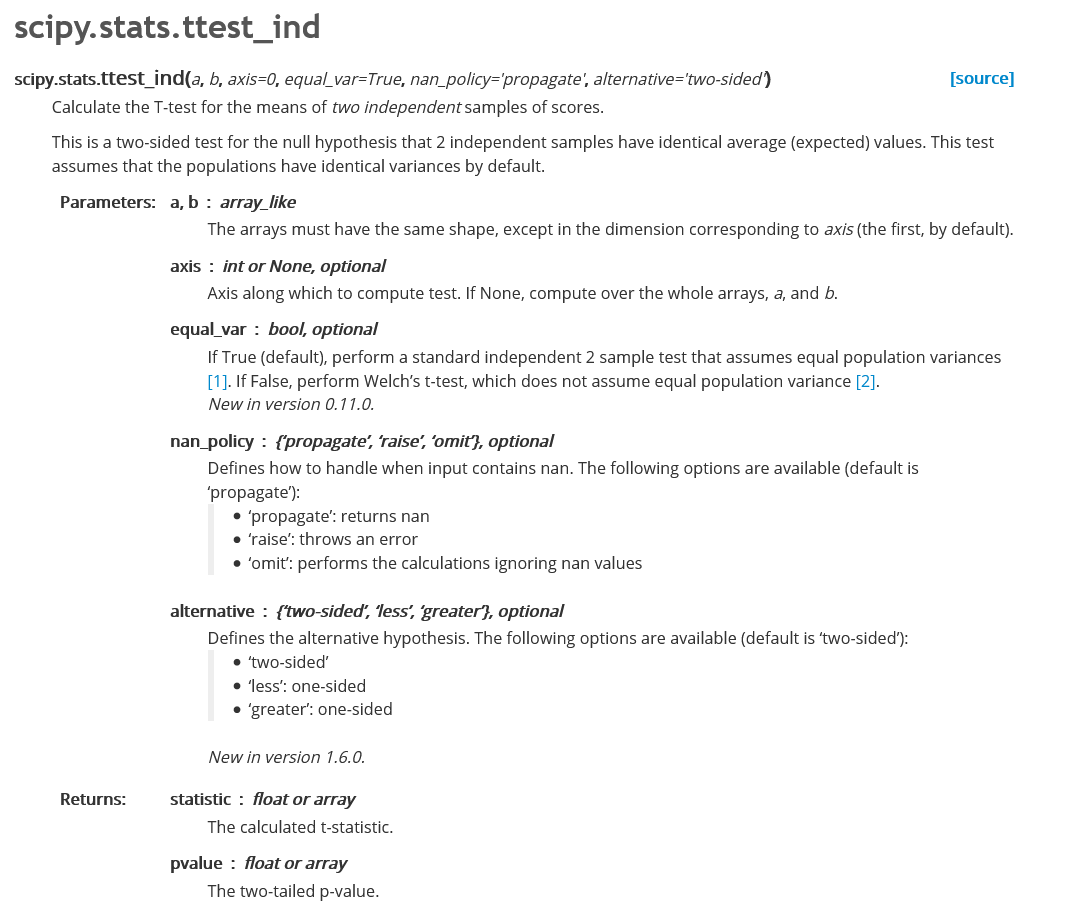 scipy.stats.ttest_ind
scipy.stats.ttest_ind(a, b, axis=0, equal_var=True, nan_policy='propagate', alternative='two-sided') [source]
Calculate the T-test for the means of two independent samples of scores.
This is a two-sided test for the null hypothesis that 2 independent samples have identical average (expected) values. This test
assumes that the populations have identical variances by default.
Parameters: a, b : array_like
The arrays must have the same shape, except in the dimension corresponding to axis (the first, by default).
axis : int or None, optional
Axis along which to compute test. If None, compute over the whole arrays, a, and b.
equal_var : bool, optional
If True (default), perform a standard independent 2 sample test that assumes equal population variances
[1]. If False, perform Welch’s t-test, which does not assume equal population variance [2].
New in version 0.11.0.
nan_policy : {‘propagate’, ‘raise’, ‘omit’}, optional
Defines how to handle when input contains nan. The following options are available (default is
‘propagate’):
• ‘propagate’: returns nan
• ‘raise’: throws an error
• ‘omit’: performs the calculations ignoring nan values
alternative : {‘two-sided’, ‘less’, ‘greater’}, optional
Defines the alternative hypothesis. The following options are available (default is ‘two-sided’):
• ‘two-sided’
• ‘less’: one-sided
• ‘greater’: one-sided
New in version 1.6.0.
Returns: statistic : float or array
The calculated t-statistic.
pvalue : float or array
The two-tailed p-value.